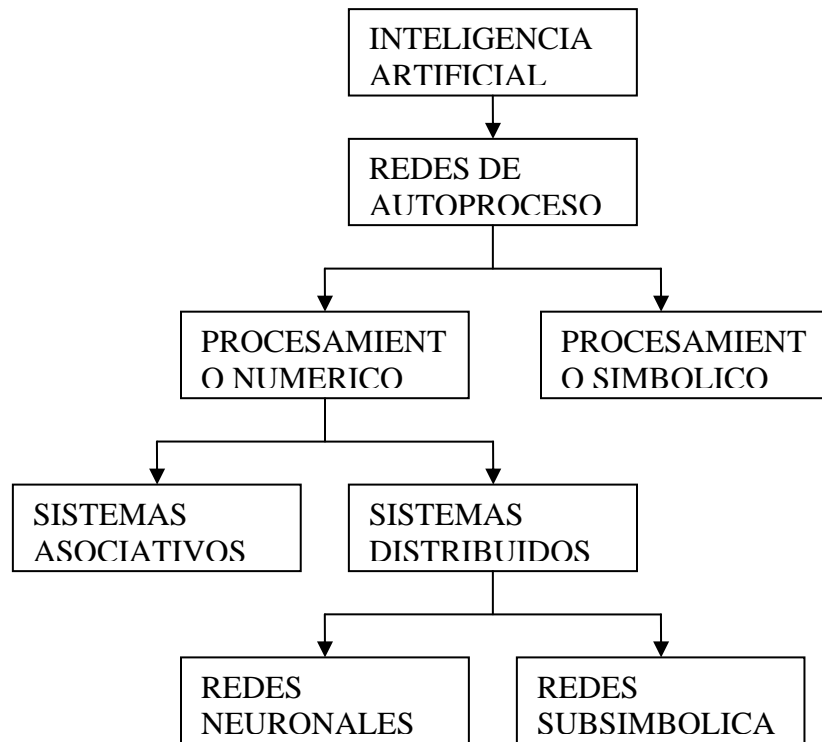 INTELIGENCIA
ARTIFICIAL
REDES DE
AUTOPROCESO
PROCESAMIENT
O NUMERICO
PROCESAMIENT
O SIMBOLICO
SISTEMAS
ASOCIATIVOS
SISTEMAS
DISTRIBUIDOS
REDES
NEURONALES
REDES
SUBSIMBOLICA